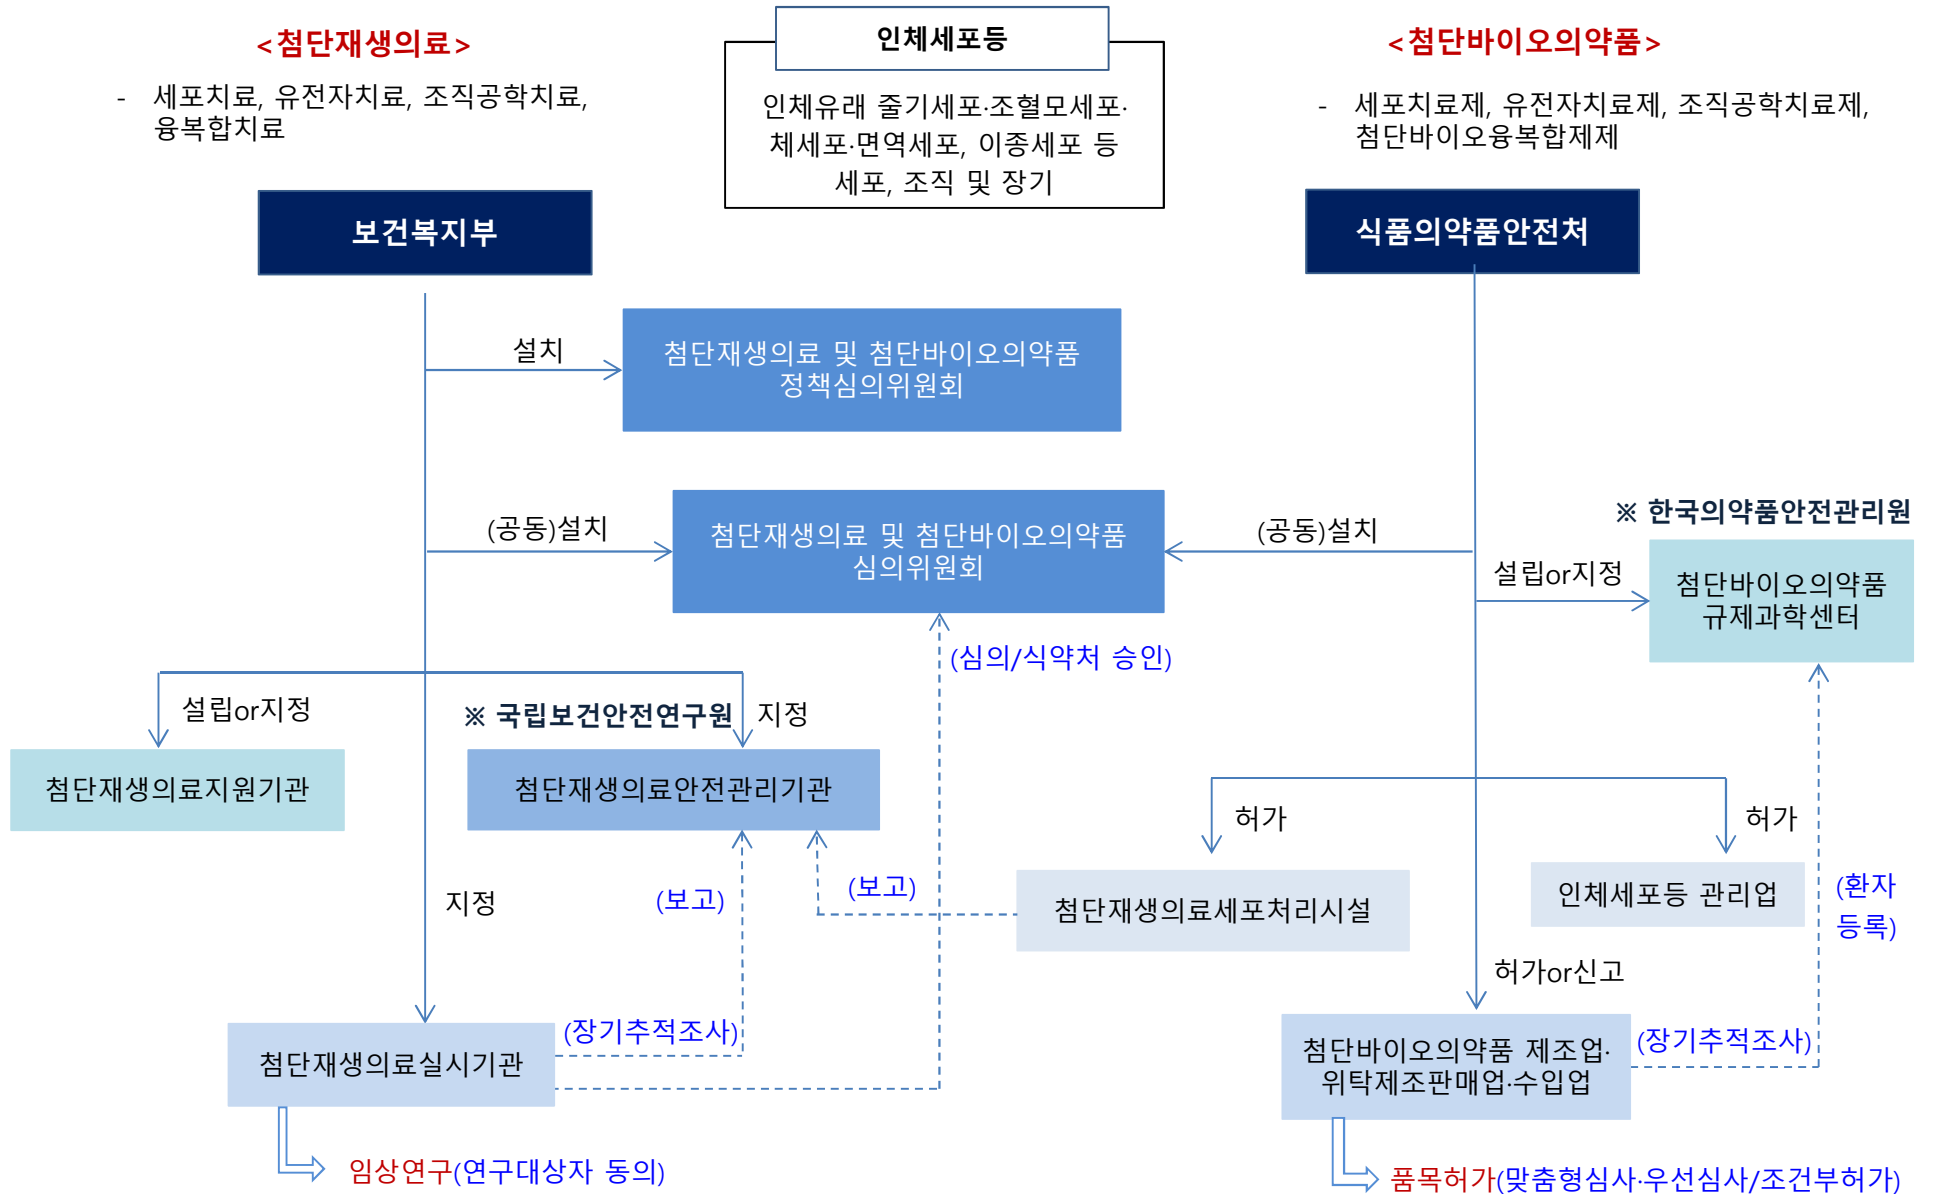 <첨단재생의료>
- 세포치료, 유전자치료, 조직공학치료,
융복합치료
인체세포등
인체유래 줄기세포·조혈모세포·
체세포·면역세포, 이종세포 등
세포, 조직 및 장기
<첨단바이오의약품>
- 세포치료제, 유전자치료제, 조직공학치료제,
첨단바이오융복합제제
보건복지부
식품의약품안전처
설치
첨단재생의료 및 첨단바이오의약품
정책심의위원회
(공동)설치
첨단재생의료 및 첨단바이오의약품
심의위원회
(공동)설치
※ 한국의약품안전관리원
설립or지정
첨단바이오의약품
규제과학센터
(심의/식약처 승인)
설립or지정
※ 국립보건안전연구원
지정
첨단재생의료지원기관
첨단재생의료안전관리기관
허가
허가
지정
(보고)
(보고)
첨단재생의료세포처리시설
인체세포등 관리업
(환자
등록)
허가or신고
(장기추적조사)
첨단재생의료실시기관
첨단바이오의약품 제조업·
위탁제조판매업·수입업
(장기추적조사)
임상연구(연구대상자 동의)
품목허가(맞춤형심사·우선심사/조건부허가)